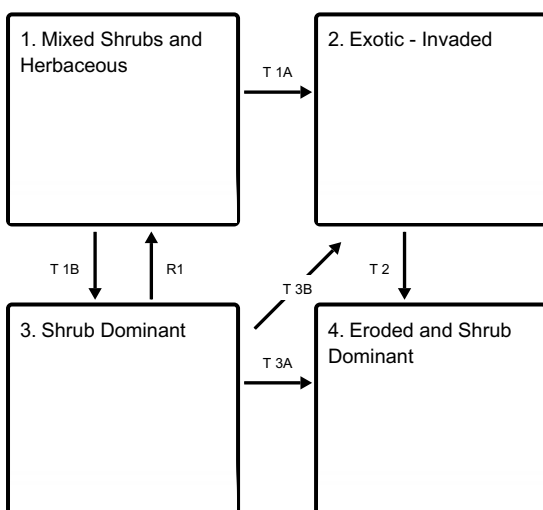 1. Mixed Shrubs and
Herbaceous
T 1A
2. Exotic - Invaded
T 1B
R1
T 3B
T 2
3. Shrub Dominant
T 3A
4. Eroded and Shrub
Dominant